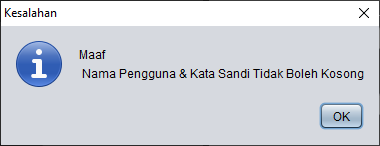 Kesalahan
Maaf
Nama Pengguna & Kata Sandi Tidak Boleh Kosong
OK